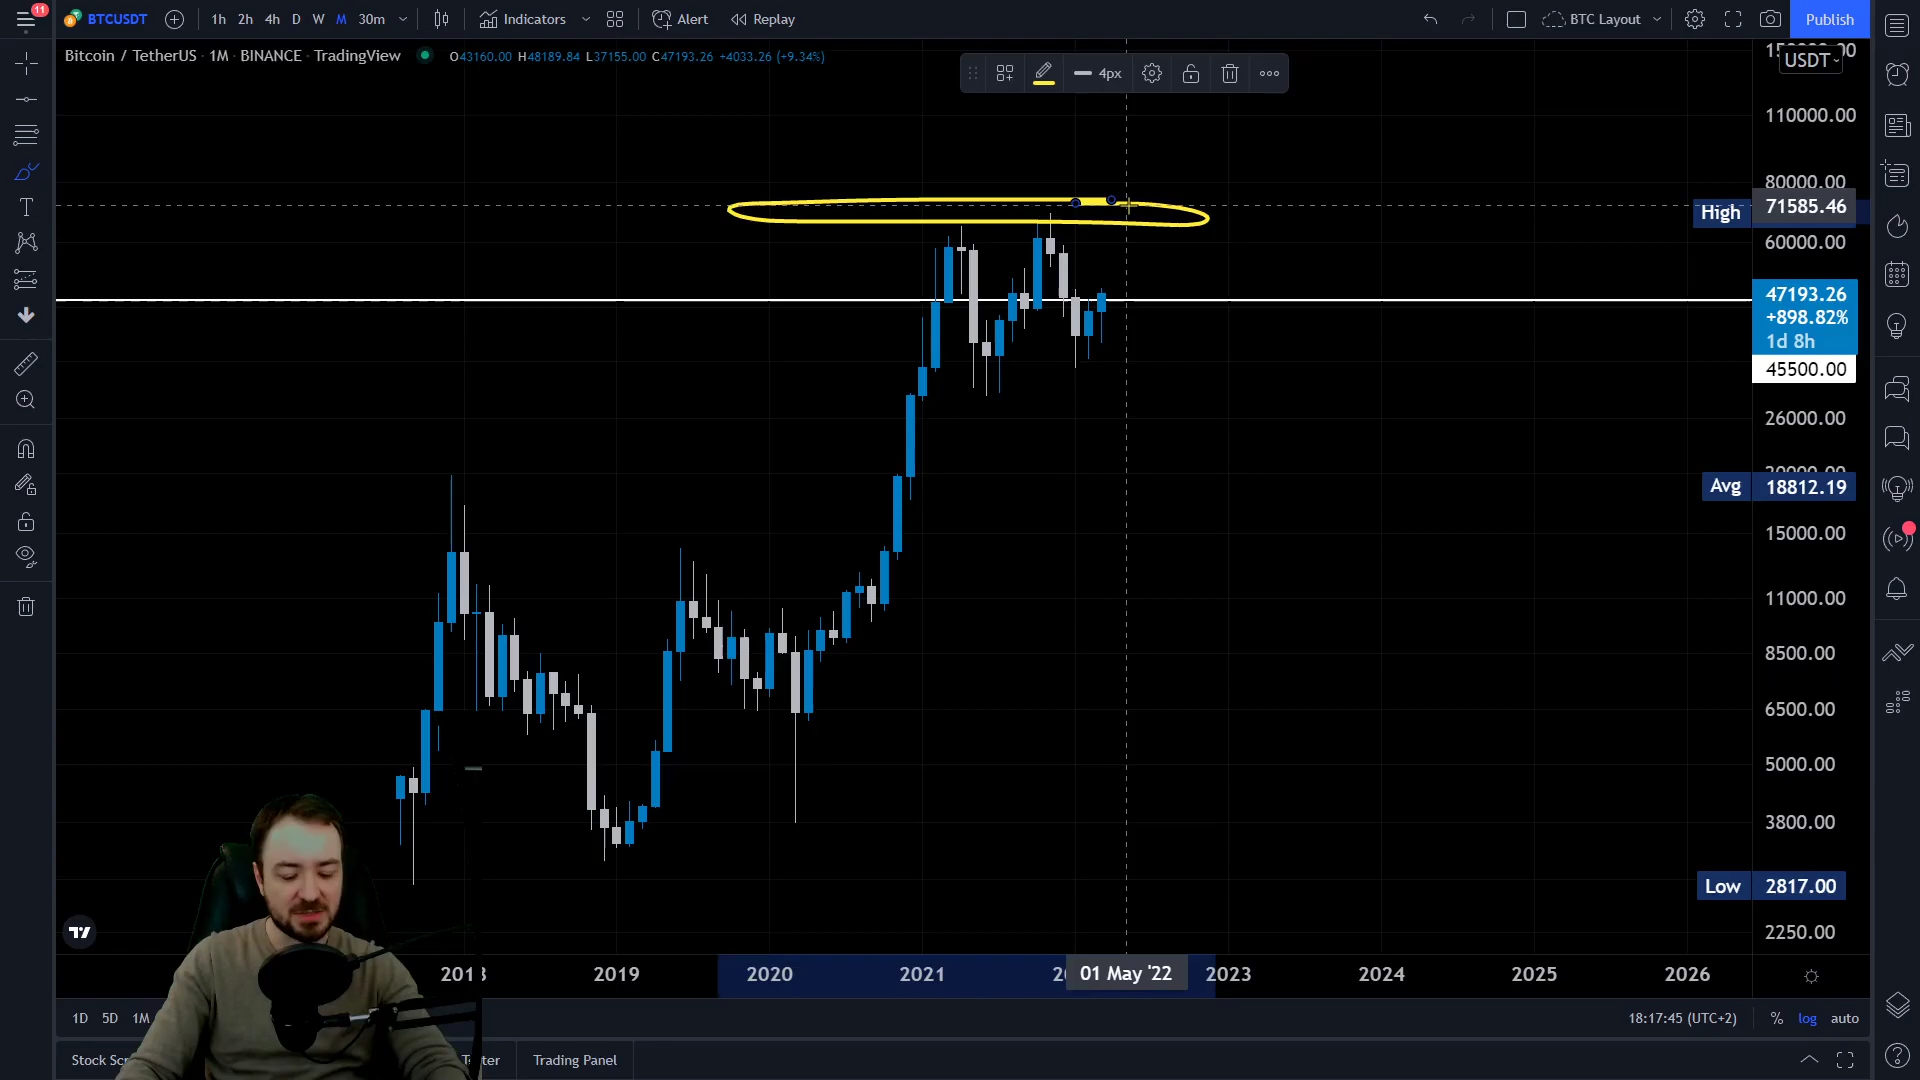 11
BTCUSDT
1h 2h 4h D W M 30m
Indicators
Alert
Replay
BTC Layout
Publish
Bitcoin / TetherUS · 1M · BINANCE · TradingView
O43160.00 H48189.84 L37155.00 C47193.26 +4033.26 (+9.34%)
4px
USDT
110000.00
80000.00
High 71585.46
60000.00
47193.26
+898.82%
1d 8h
45500.00
26000.00
Avg 18812.19
15000.00
11000.00
8500.00
6500.00
5000.00
3800.00
Low 2817.00
2250.00
2019 2020 2021 01 May '22 2023 2024 2025 2026
1D 5D 1M
18:17:45 (UTC+2) % log auto
Stock
Trading Panel